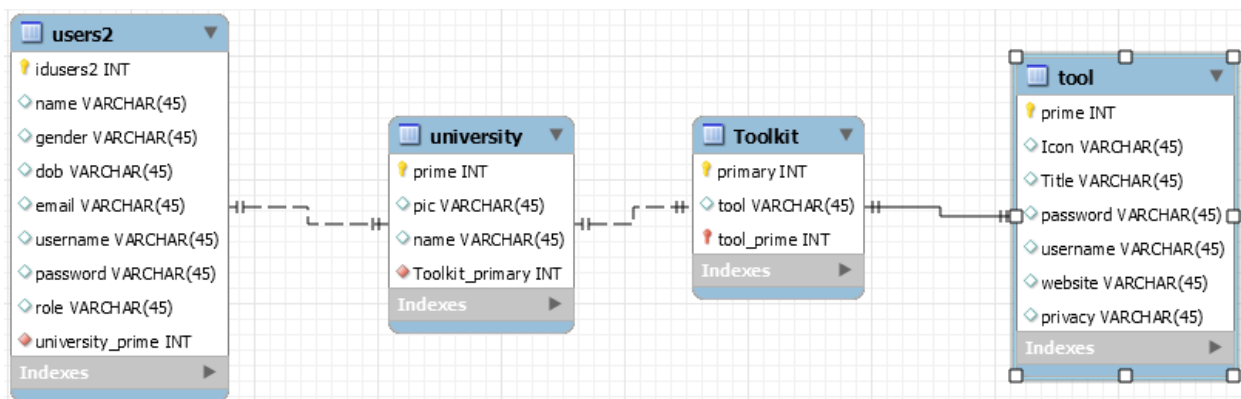 users2
idusers2 INT
name VARCHAR(45)
gender VARCHAR(45)
dob VARCHAR(45)
email VARCHAR(45)
username VARCHAR(45)
password VARCHAR(45)
role VARCHAR(45)
university_prime INT
Indexes
university
prime INT
pic VARCHAR(45)
name VARCHAR(45)
Toolkit_primary INT
Indexes
Toolkit
primary INT
tool VARCHAR(45)
tool_prime INT
Indexes
tool
prime INT
Icon VARCHAR(45)
Title VARCHAR(45)
password VARCHAR(45)
username VARCHAR(45)
website VARCHAR(45)
privacy VARCHAR(45)
Indexes